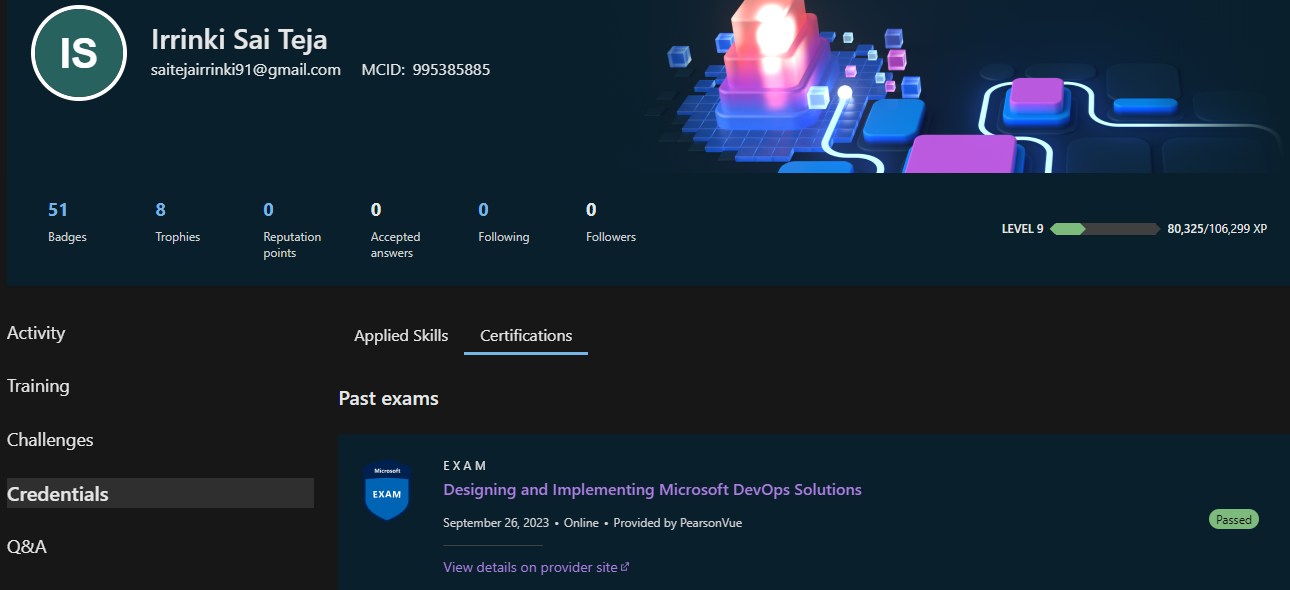 IS
Irrinki Sai Teja
saitejairrinki91@gmail.com MCID: 995385885
51
Badges
8
Trophies
0
Reputation
points
0
Accepted
answers
0
Following
0
Followers
LEVEL 9 80,325/106,299 XP
Activity
Training
Challenges
Credentials
Q&A
Applied Skills Certifications
Past exams
Microsoft
EXAM
EXAM
Designing and Implementing Microsoft DevOps Solutions
September 26, 2023 • Online • Provided by PearsonVue
Passed
View details on provider site